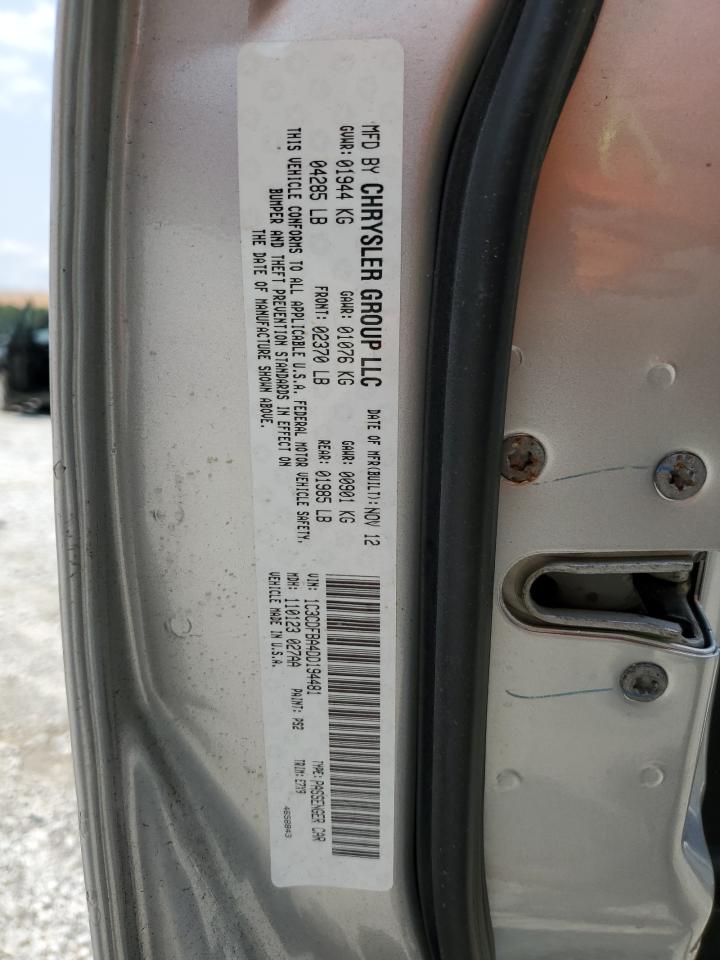 MFD BY CHRYSLER GROUP LLC DATE OF MFR(BUILT): NOV 12
GVWR: 01944 KG GAWR: 01076 KG GAWR: 00901 KG
04285 LB FRONT: 02370 LB REAR: 01985 LB
THIS VEHICLE CONFORMS TO ALL APPLICABLE U.S.A. FEDERAL MOTOR VEHICLE SAFETY,
BUMPER AND THEFT PREVENTION STANDARDS IN EFFECT ON
THE DATE OF MANUFACTURE SHOWN ABOVE.
VIN: 1C3CDFBA4DD194481 TYPE: PASSENGER CAR
MDH: 110123 027AA PAINT: PS2 TRIM: E7X9
VEHICLE MADE IN U.S.A. 4658843